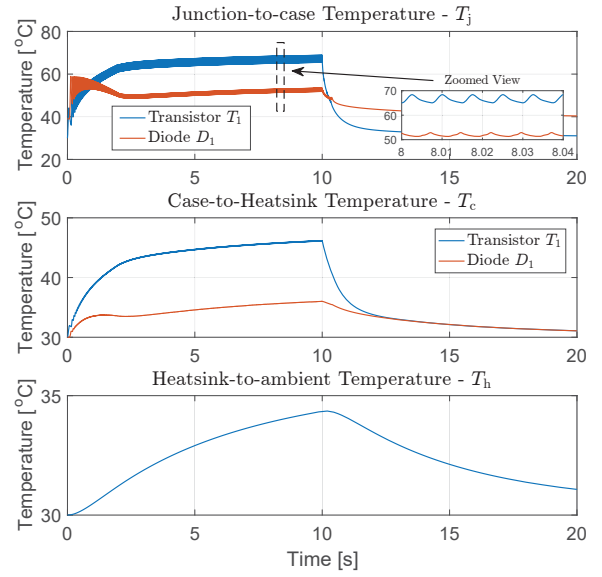 Junction-to-case Temperature - Tj
Temperature [ °C]
80
60
40
20
Zoomed View
Transistor T1
Diode D1
70
60
50
8 8.01 8.02 8.03 8.04
0 5 10 15 20
Case-to-Heatsink Temperature - Tc
Temperature [ °C]
50
40
30
Transistor T1
Diode D1
0 5 10 15 20
Heatsink-to-ambient Temperature - Th
Temperature [ °C]
35
30
0 5 10 15 20
Time [s]